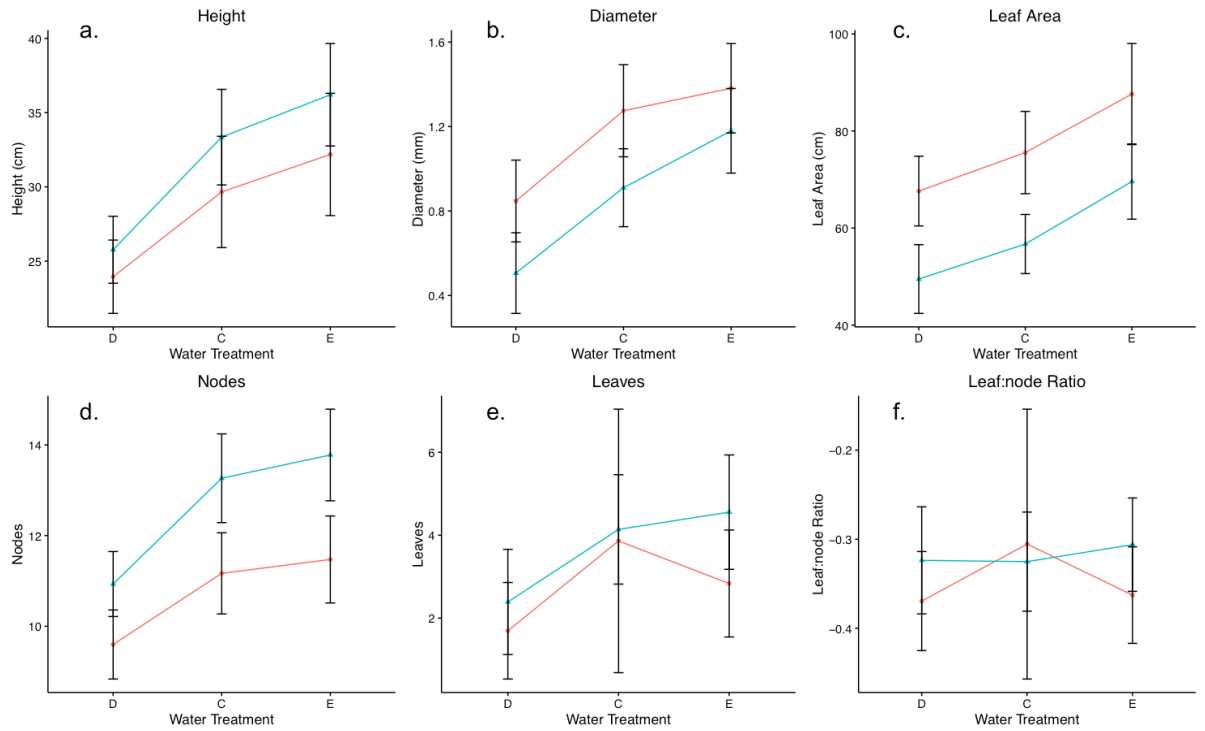 Height
a.
Height (cm)
40
35
30
25
D C E
Water Treatment
Diameter
b.
Diameter (mm)
1.6
1.2
0.8
0.4
D C E
Water Treatment
Leaf Area
c.
Leaf Area (cm)
100
80
60
40
D C E
Water Treatment
Nodes
d.
Nodes
14
12
10
D C E
Water Treatment
Leaves
e.
Leaves
6
4
2
D C E
Water Treatment
Leaf:node Ratio
f.
Leaf:node Ratio
−0.2
−0.3
−0.4
D C E
Water Treatment